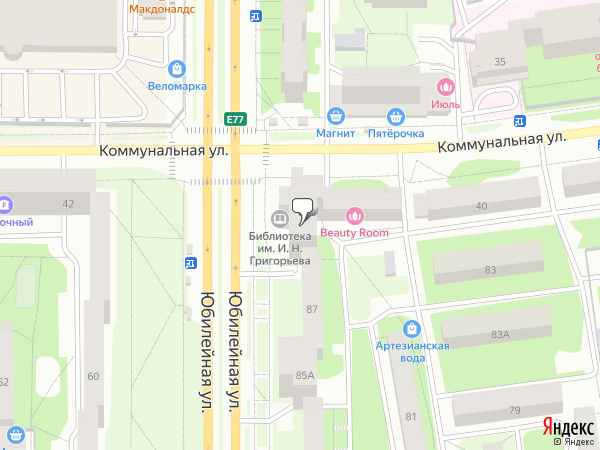 Макдоналдс
Веломарка
E77
Коммунальная ул.
Магнит
Пятёрочка
Июль
35
Коммунальная ул.
42
очный
Библиотека
им. И. Н.
Григорьева
Beauty Room
40
83
87
Юбилейная ул.
Юбилейная ул.
Артезианская
вода
83А
85А
60
81
79
Яндекс
© Яндекс